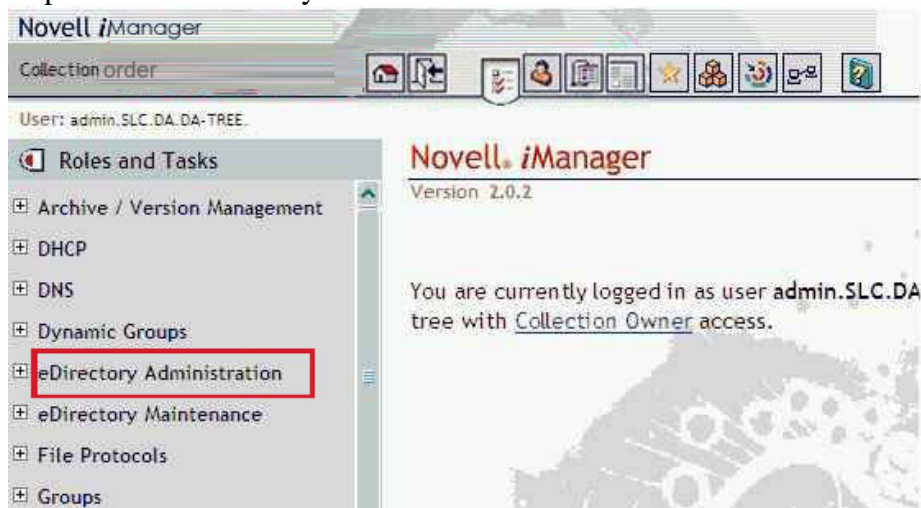 Novell iManager
Collection order
User: admin.SLC.DA.DA-TREE.
Roles and Tasks
Archive / Version Management
DHCP
DNS
Dynamic Groups
eDirectory Administration
eDirectory Maintenance
File Protocols
Groups
Novell® iManager
Version 2.0.2
You are currently logged in as user admin.SLC.DA
tree with Collection Owner access.